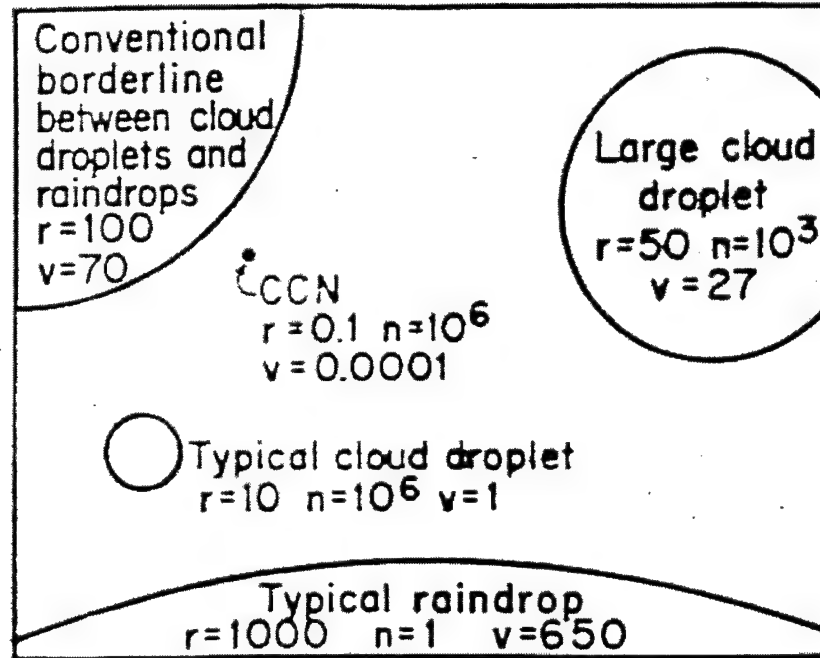 Conventional
borderline
between cloud
droplets and
raindrops
r=100
v=70
Large cloud
droplet
r=50 n=10³
v=27
CCN
r=0.1 n=10⁶
v=0.0001
Typical cloud droplet
r=10 n=10⁶ v=1
Typical raindrop
r=1000 n=1 v=650